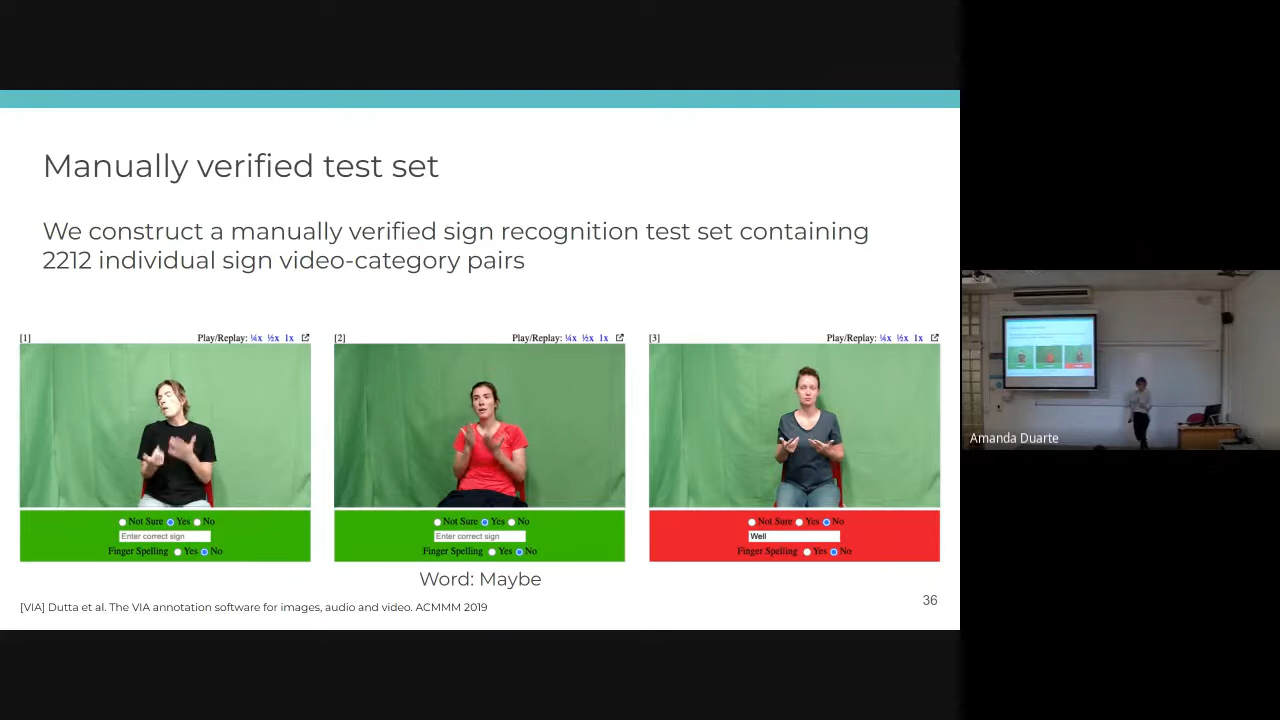 Manually verified test set
We construct a manually verified sign recognition test set containing
2212 individual sign video-category pairs
[1] Play/Replay: ¼x ½x 1x
[2] Play/Replay: ¼x ½x 1x
[3] Play/Replay: ¼x ½x 1x
Not Sure Yes No
Enter correct sign
Finger Spelling Yes No
Not Sure Yes No
Enter correct sign
Finger Spelling Yes No
Not Sure Yes No
Well
Finger Spelling Yes No
Word: Maybe
[VIA] Dutta et al. The VIA annotation software for images, audio and video. ACMMM 2019
36
Amanda Duarte